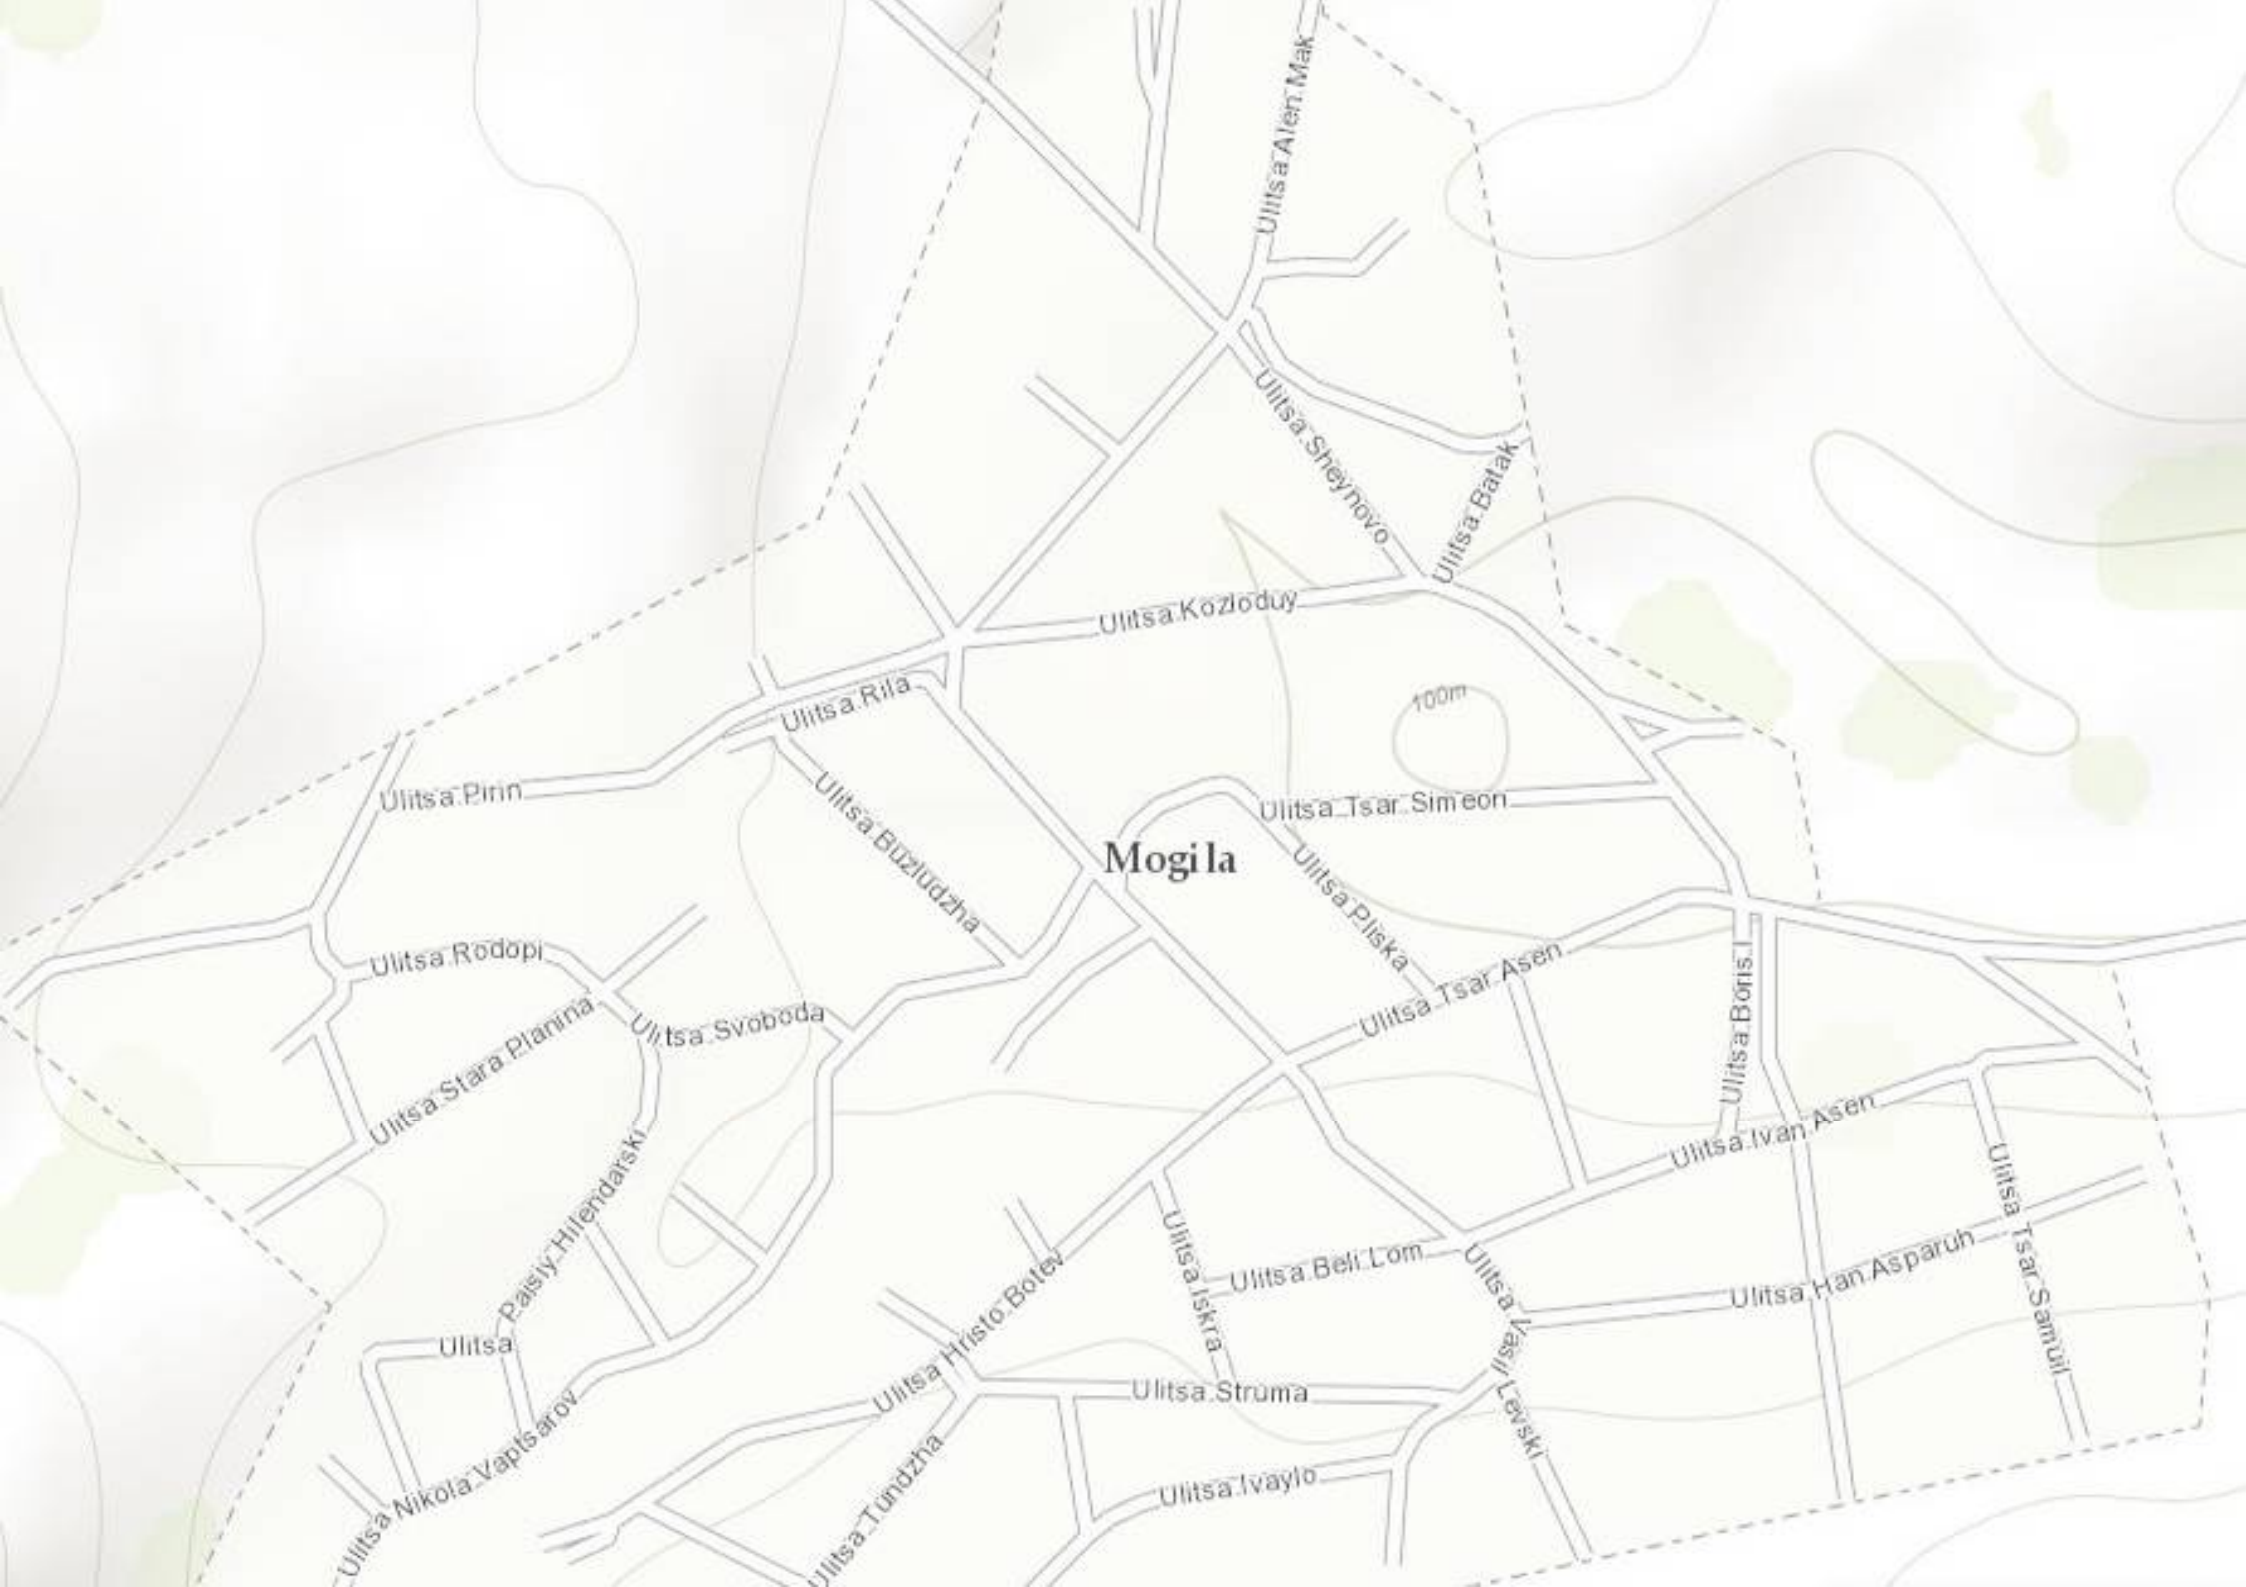 Ulitsa Alen Mak
Ulitsa Sheynovo
Ulitsa Batak
Ulitsa Kozloduy
Ulitsa Rila
100m
Ulitsa Pirin
Ulitsa Tsar Simeon
Ulitsa Buzludzha
Mogila
Ulitsa Pliska
Ulitsa Rodopi
Ulitsa Tsar Asen
Ulitsa Svoboda
Ulitsa Boris I
Ulitsa Stara Planina
Ulitsa Ivan Asen
Ulitsa Paisiy Hilendarski
Ulitsa Tsar Samuil
Ulitsa Iskra
Ulitsa Beli Lom
Ulitsa Han Asparuh
Ulitsa Vasil Levski
Ulitsa Hristo Botev
Ulitsa Struma
Ulitsa Nikola Vaptsarov
Ulitsa Tundzha
Ulitsa Ivaylo